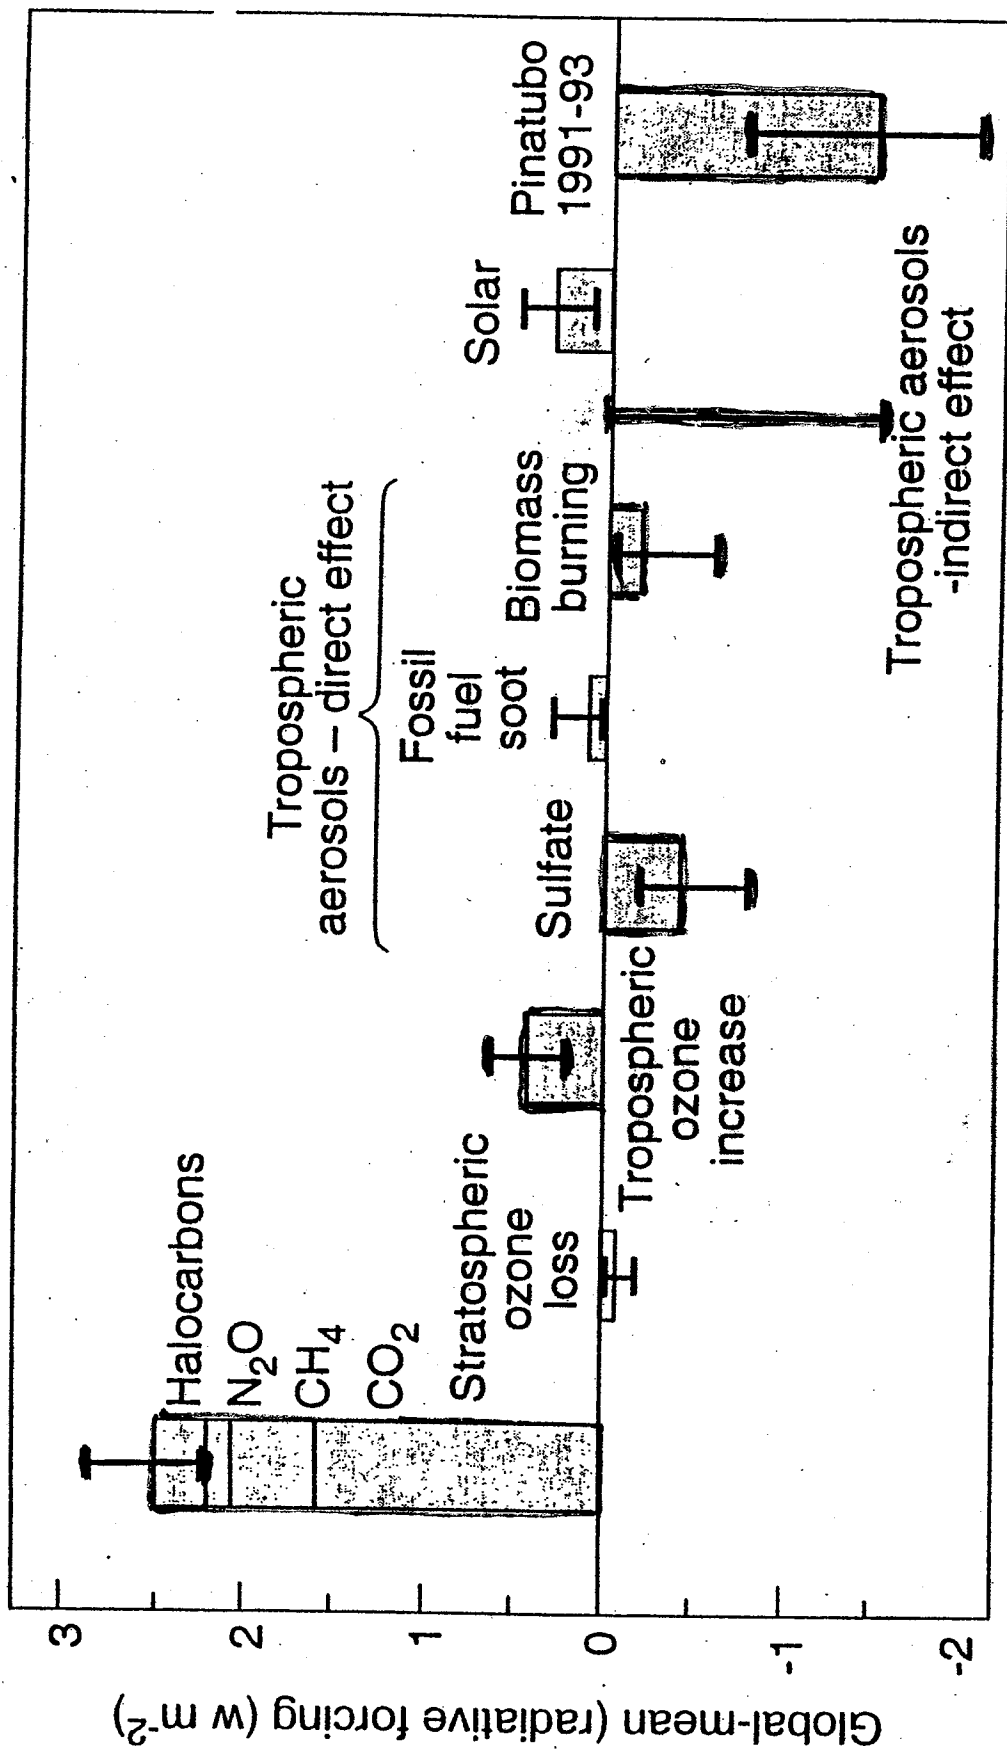 Global-mean (radiative forcing (w m⁻²)
3
2
1
0
-1
-2
Halocarbons
N₂O
CH₄
CO₂
Stratospheric
ozone
loss
Tropospheric
ozone
increase
Tropospheric
aerosols – direct effect
Sulfate
Fossil
fuel
soot
Biomass
burning
Tropospheric aerosols
-indirect effect
Solar
Pinatubo
1991-93